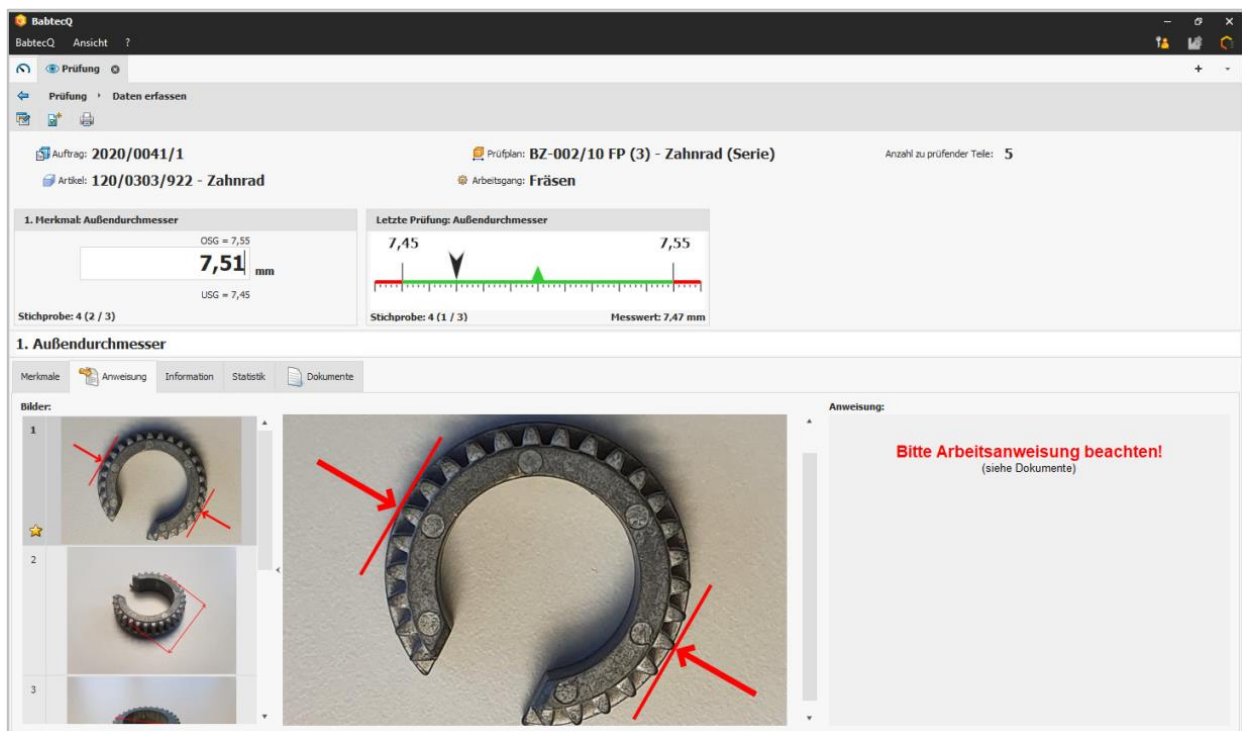 BabtecQ
BabtecQ Ansicht ?
Prüfung
Prüfung Daten erfassen
Auftrag: 2020/0041/1 Prüfplan: BZ-002/10 FP (3) - Zahnrad (Serie) Anzahl zu prüfender Teile: 5
Artikel: 120/0303/922 - Zahnrad Arbeitsgang: Fräsen
1. Merkmal: Außendurchmesser
OSG = 7,55
7,51 mm
USG = 7,45
Stichprobe: 4 (2 / 3)
Letzte Prüfung: Außendurchmesser
7,45 7,55
Stichprobe: 4 (1 / 3) Messwert: 7,47 mm
1. Außendurchmesser
Merkmale Anweisung Information Statistik Dokumente
Bilder:
1
2
3
Anweisung:
Bitte Arbeitsanweisung beachten!
(siehe Dokumente)